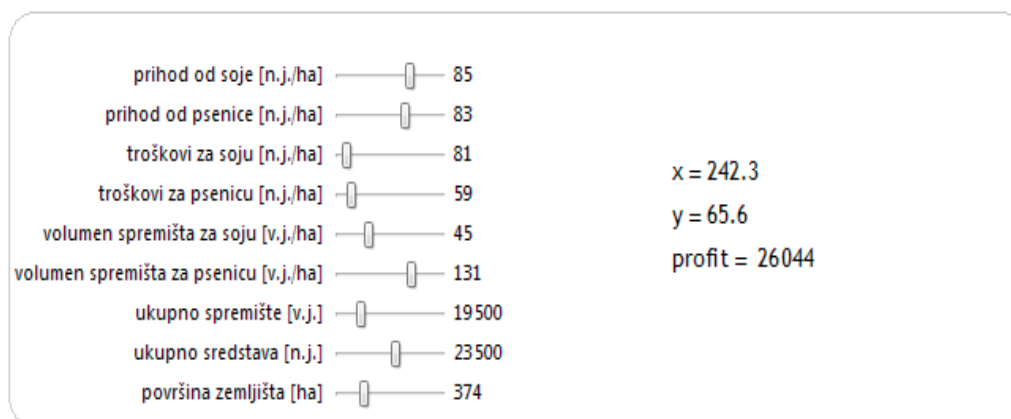 prihod od soje [n.j./ha] 85
prihod od psenice [n.j./ha] 83
troškovi za soju [n.j./ha] 81
troškovi za psenicu [n.j./ha] 59
volumen spremišta za soju [v.j./ha] 45
volumen spremišta za psenicu [v.j./ha] 131
ukupno spremište [v.j.] 19500
ukupno sredstava [n.j.] 23500
površina zemljišta [ha] 374
x = 242.3
y = 65.6
profit = 26044